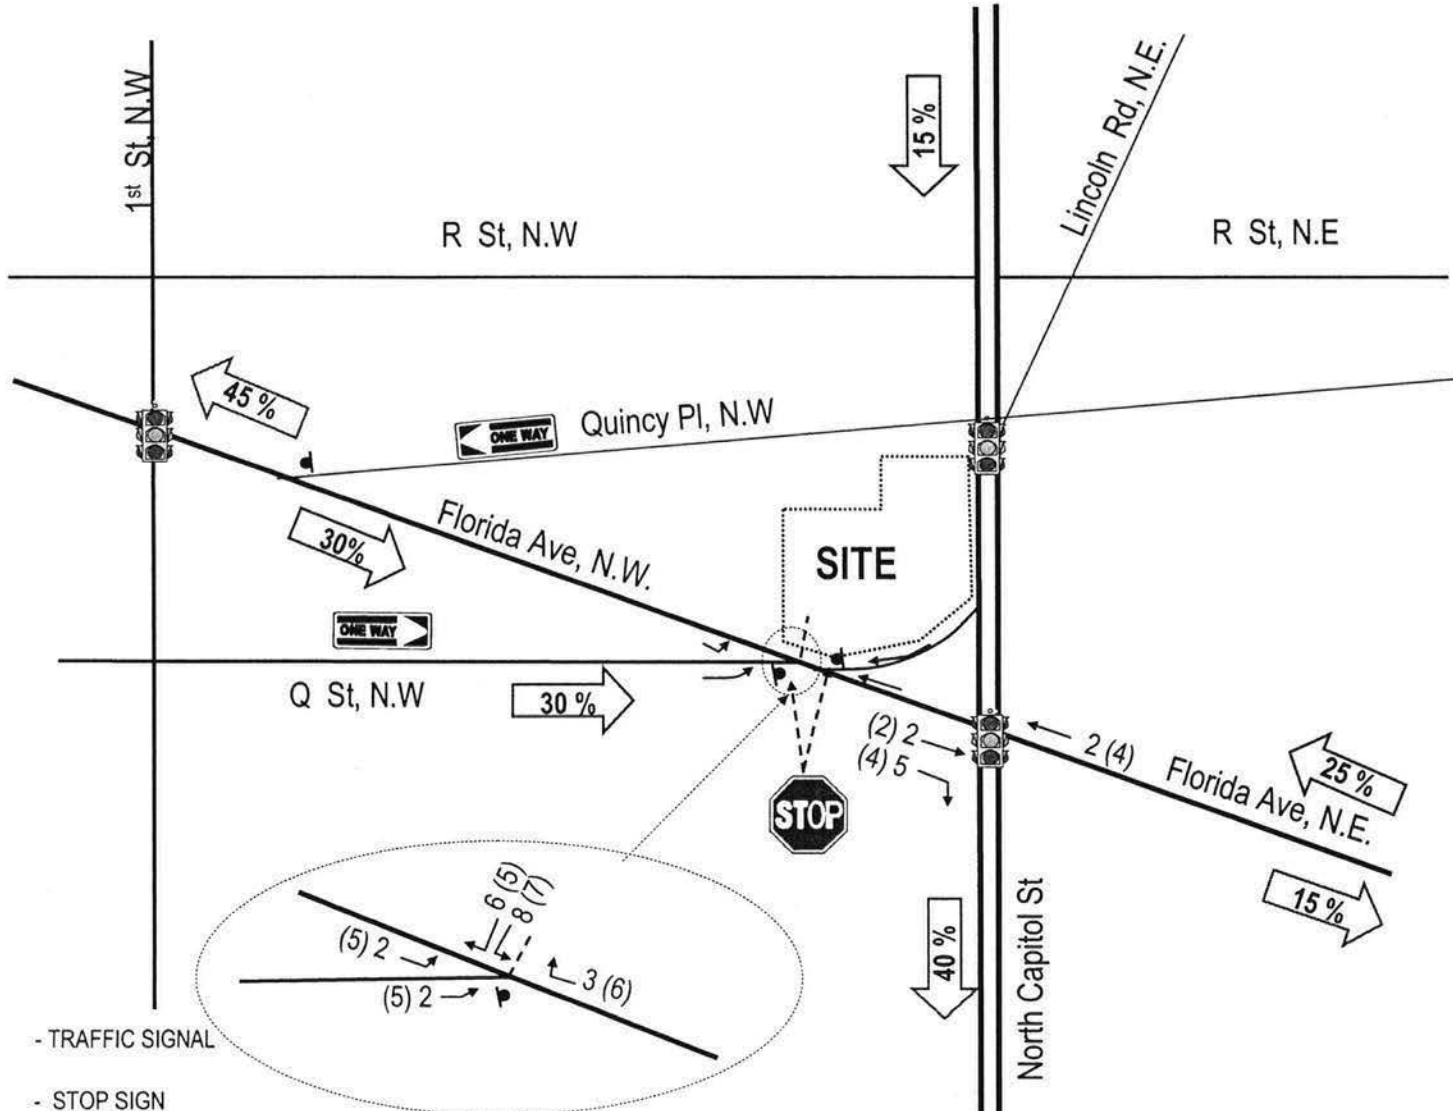 1st St, N.W
15 %
Lincoln Rd, N.E.
R St, N.W
R St, N.E
45 %
ONE WAY
Quincy Pl, N.W
30%
Florida Ave, N.W.
SITE
ONE WAY
Q St, N.W
30 %
(2) 2
(4) 5
2 (4)
Florida Ave, N.E.
25 %
STOP
15 %
6 (5)
8 (7)
(5) 2
(5) 2
3 (6)
40 %
North Capitol St
- TRAFFIC SIGNAL
- STOP SIGN